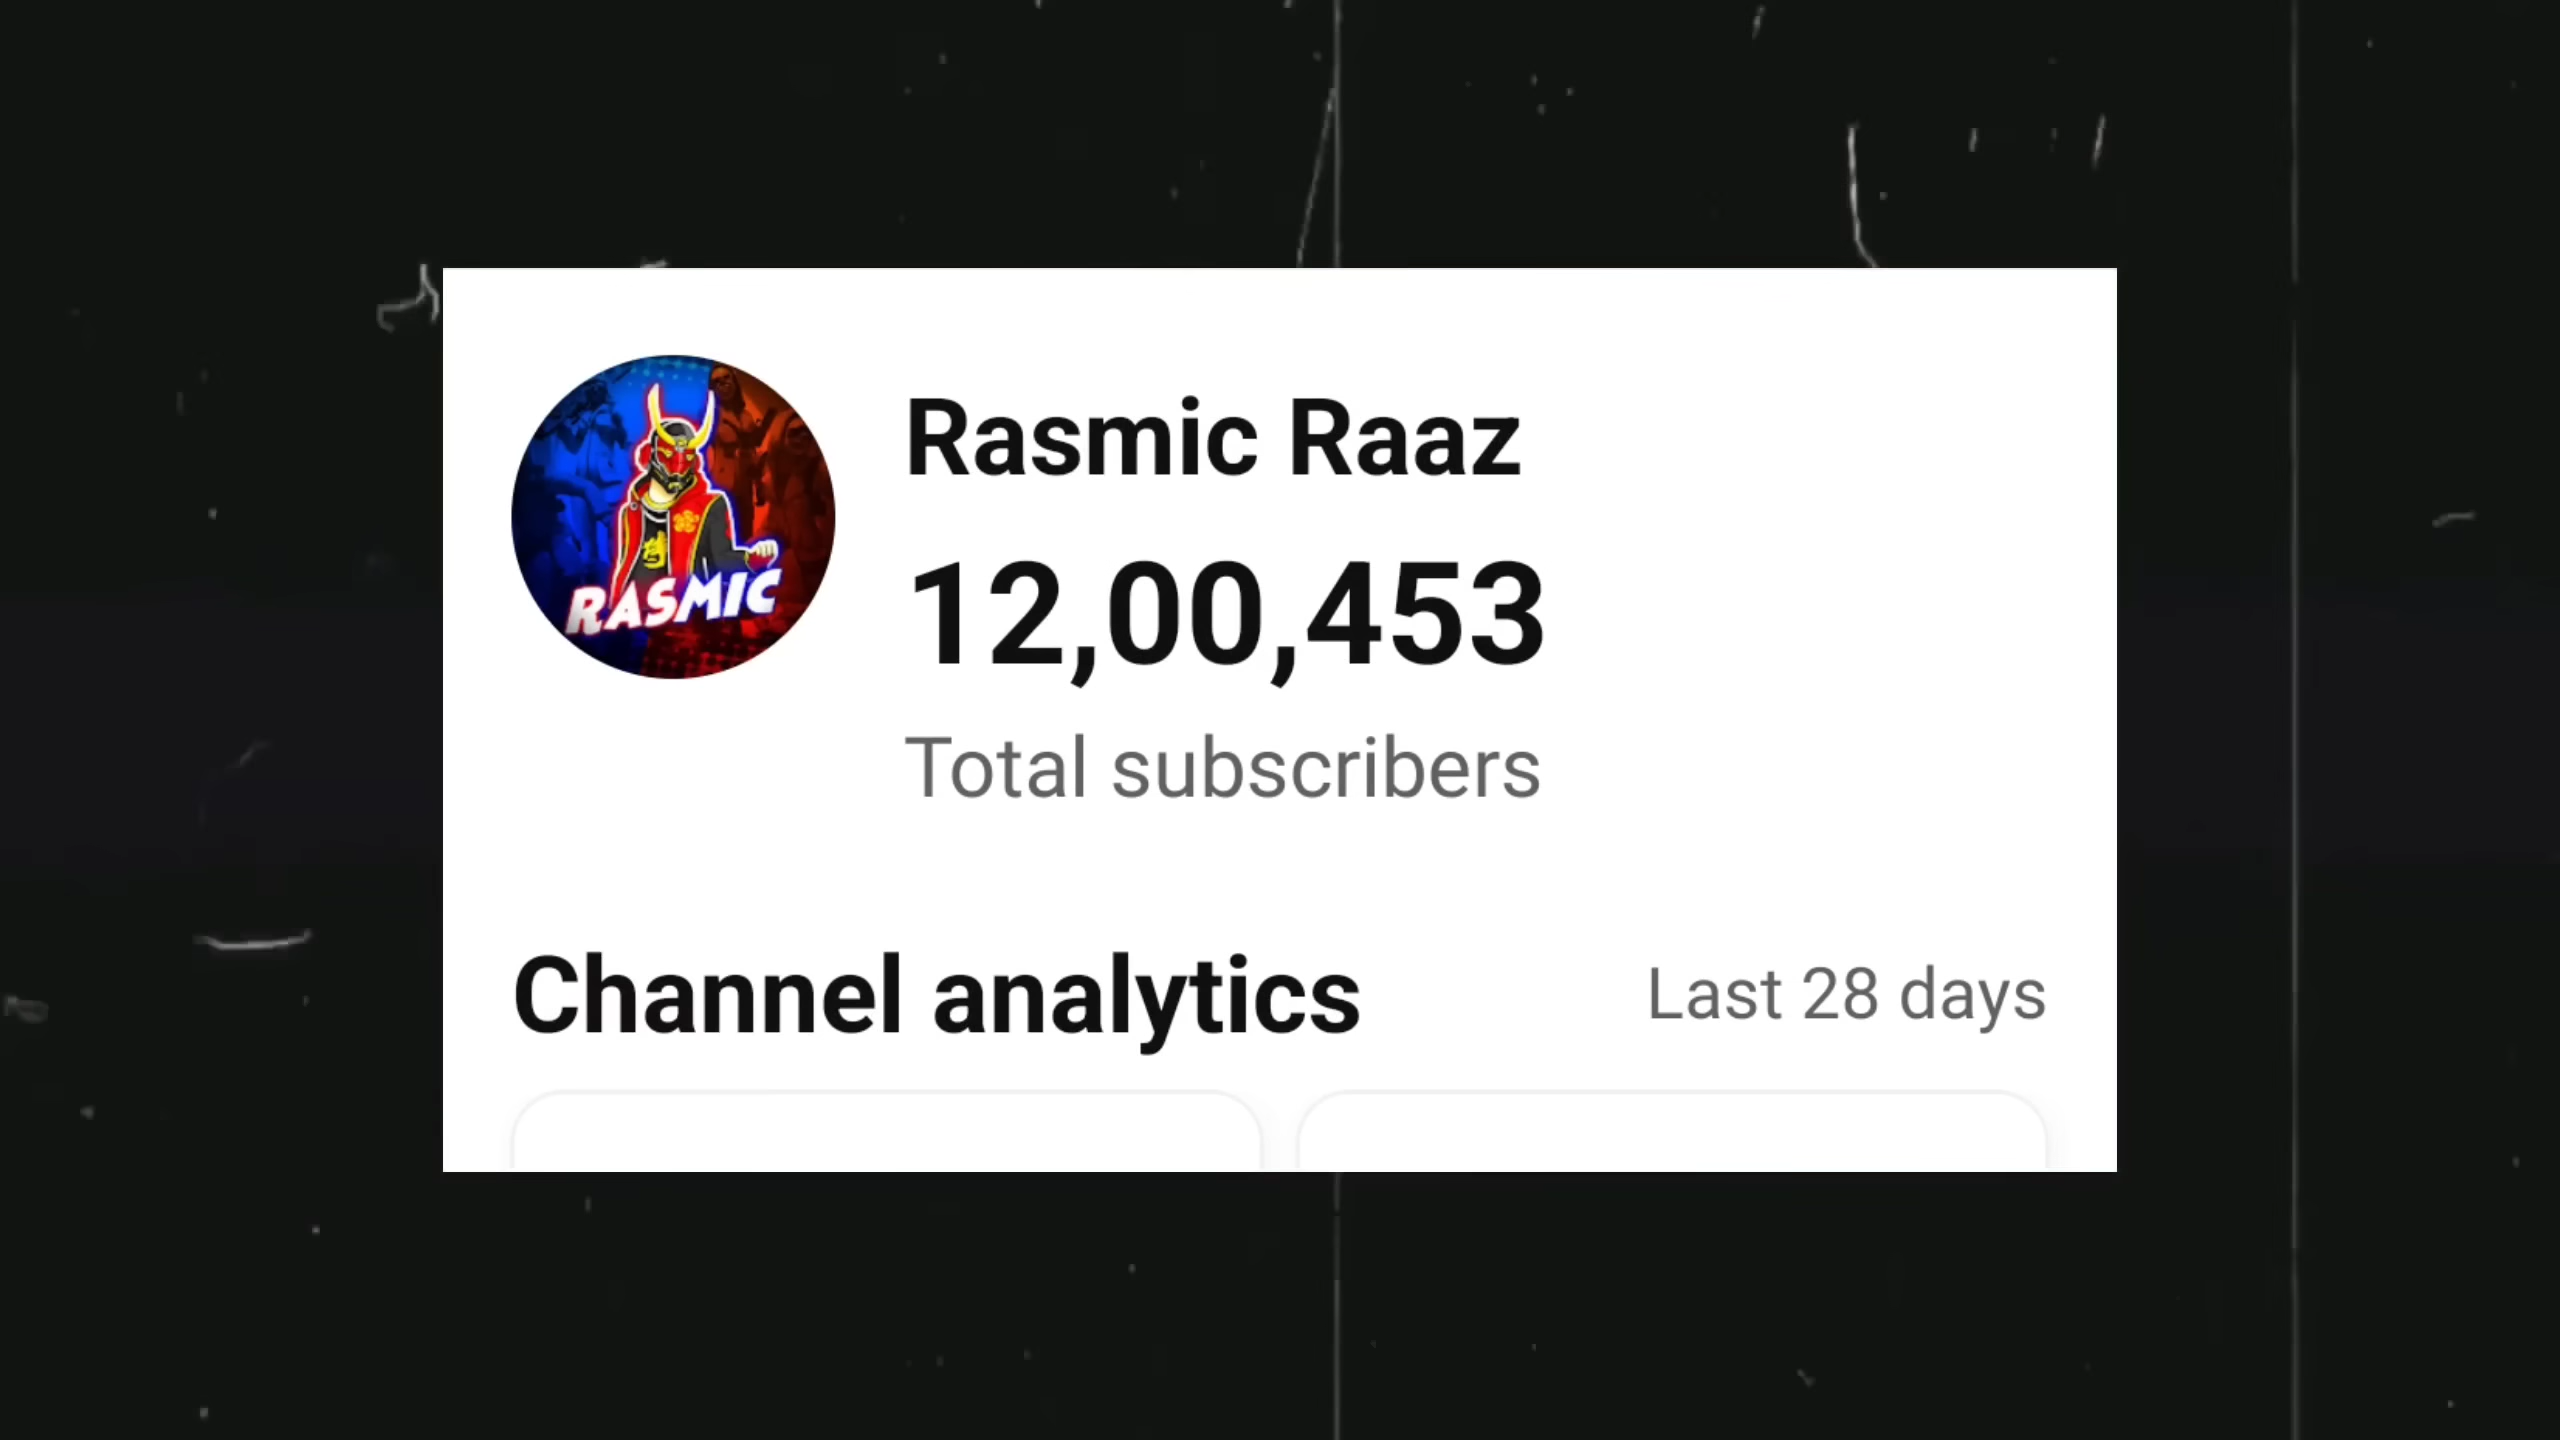 RASMIC
Rasmic Raaz
12,00,453
Total subscribers
Channel analytics
Last 28 days